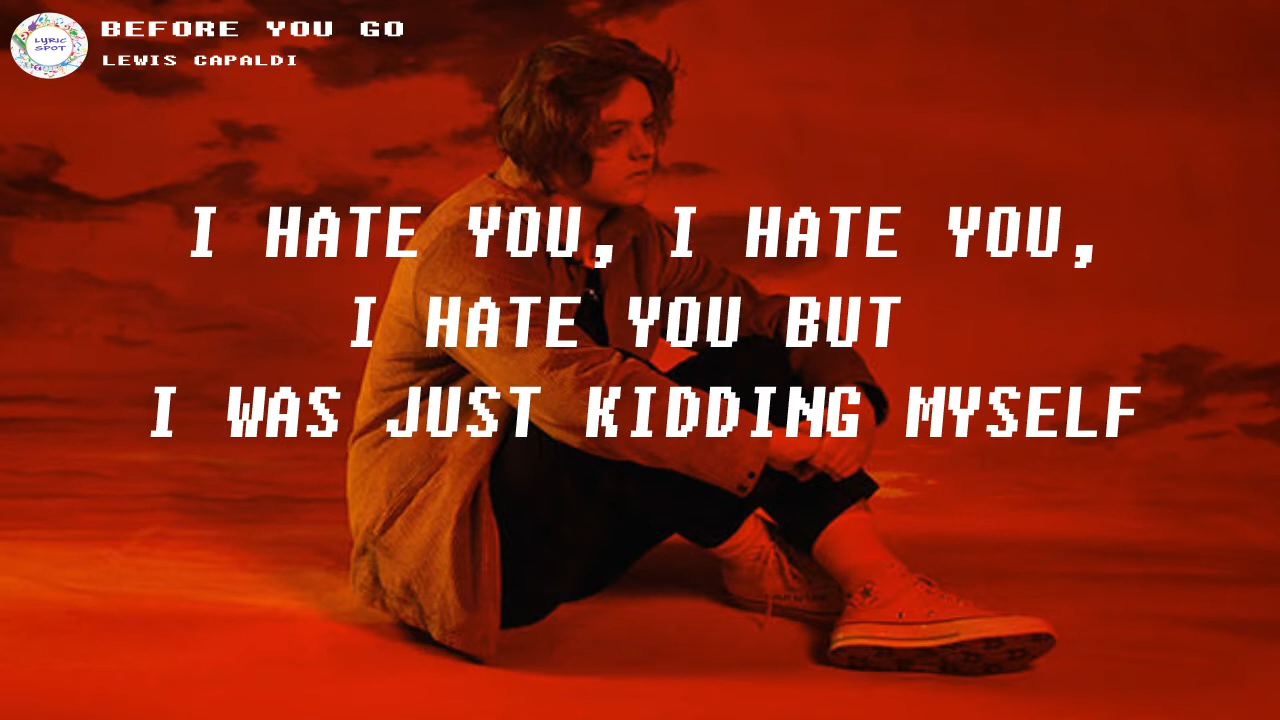 LYRIC
SPOT
BEFORE YOU GO
LEWIS CAPALDI
I HATE YOU, I HATE YOU,
I HATE YOU BUT
I WAS JUST KIDDING MYSELF